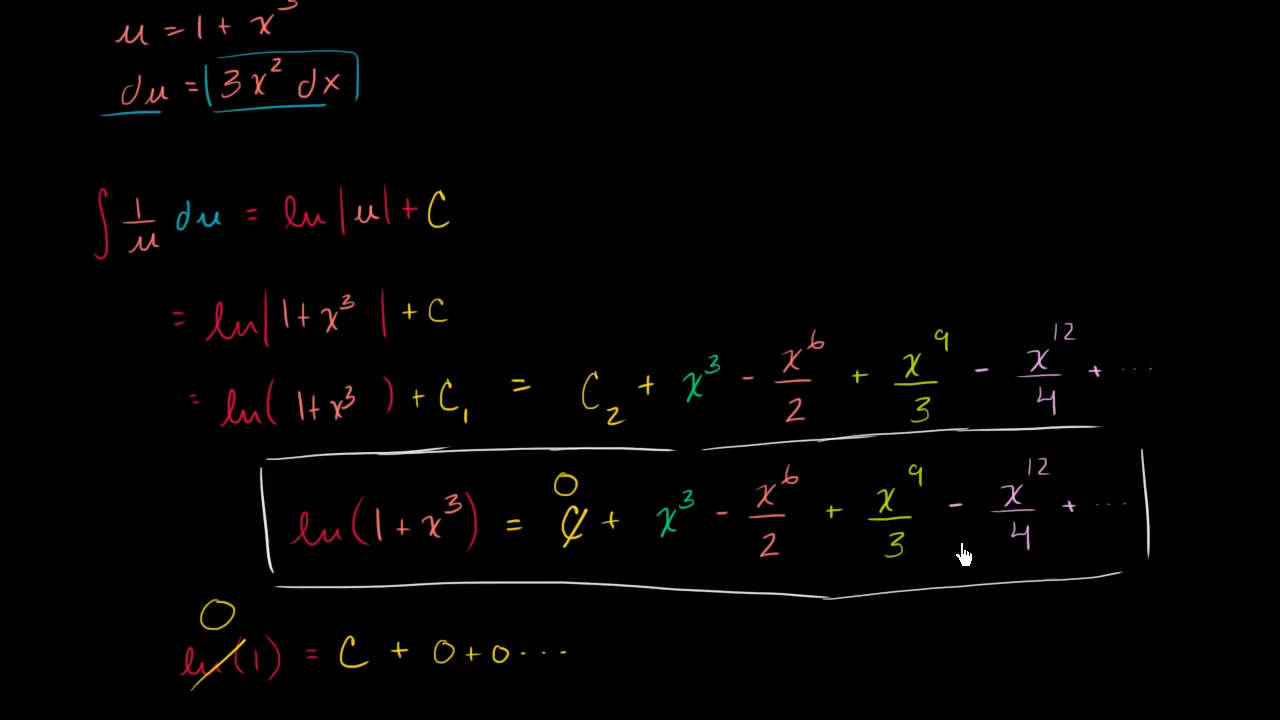 u = 1 + x³
du = 3x² dx
∫ 1/u du = ln|u| + C
= ln|1+x³| + C
= ln(1+x³) + C₁ = C₂ + x³ - x⁶/2 + x⁹/3 - x¹²/4 + ...
0
ln(1+x³) = C + x³ - x⁶/2 + x⁹/3 - x¹²/4 + ...
0
ln(1) = C + 0 + 0 ...